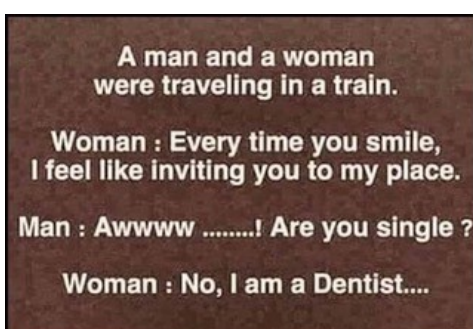 A man and a woman
were traveling in a train.
Woman : Every time you smile,
I feel like inviting you to my place.
Man : Awwww ........! Are you single ?
Woman : No, I am a Dentist....